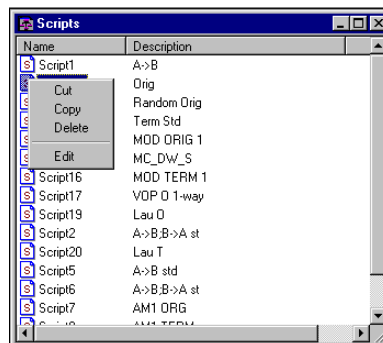 Scripts
Name Description
Script1 A->B
Orig
Cut
Random Orig
Copy
Term Std
Delete
MOD ORIG 1
Edit
MC_DW_S
Script16 MOD TERM 1
Script17 VOP O 1-way
Script19 Lau O
Script2 A->B;B->A st
Script20 Lau T
Script5 A->B std
Script6 A->B;B->A st
Script7 AM1 ORG
AM1 TERM